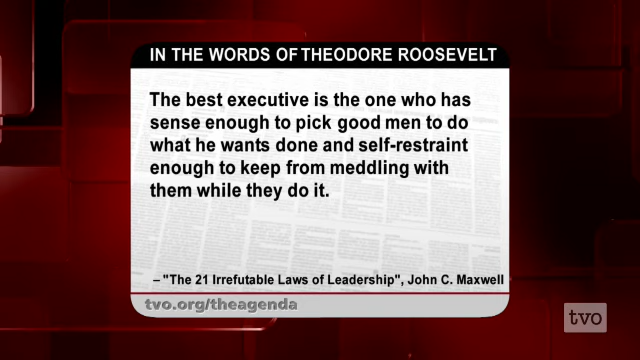 IN THE WORDS OF THEODORE ROOSEVELT
The best executive is the one who has
sense enough to pick good men to do
what he wants done and self-restraint
enough to keep from meddling with
them while they do it.
– "The 21 Irrefutable Laws of Leadership", John C. Maxwell
tvo.org/theagenda
tvo